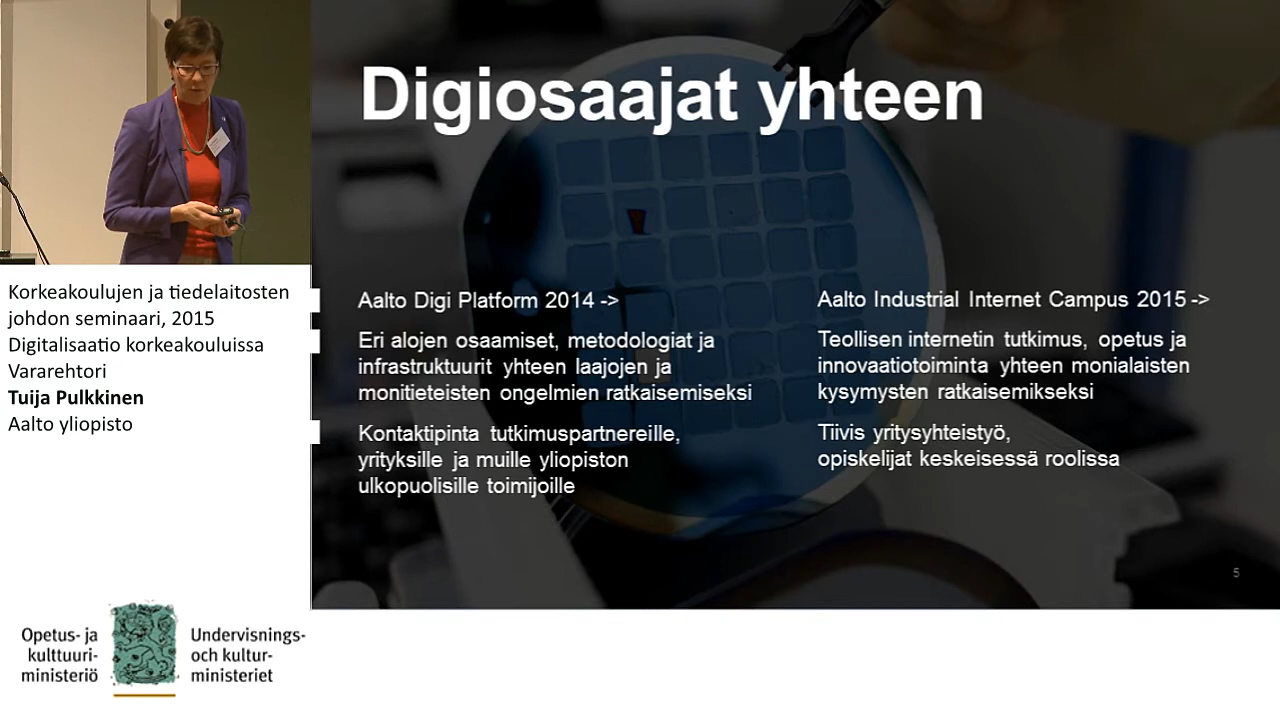 Digiosaajat yhteen
Aalto Digi Platform 2014 ->
Eri alojen osaamiset, metodologiat ja
infrastruktuurit yhteen laajojen ja
monitieteisten ongelmien ratkaisemiseksi
Kontaktipinta tutkimuspartnereille,
yrityksille ja muille yliopiston
ulkopuolisille toimijoille
Aalto Industrial Internet Campus 2015 ->
Teollisen internetin tutkimus, opetus ja
innovaatiotoiminta yhteen monialaisten
kysymysten ratkaisemikseksi
Tiivis yritysyhteistyö,
opiskelijat keskeisessä roolissa
5
Korkeakoulujen ja tiedelaitosten
johdon seminaari, 2015
Digitalisaatio korkeakouluissa
Vararehtori
Tuija Pulkkinen
Aalto yliopisto
Opetus- ja
kulttuuri-
ministeriö
Undervisnings-
och kultur-
ministeriet